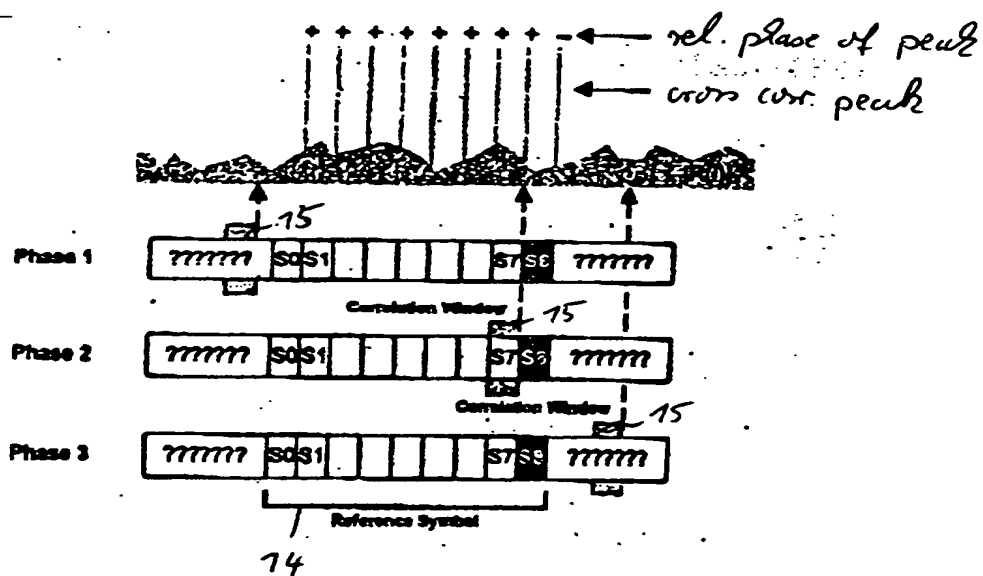 + + + + + + + + - rel. phase of peak
cross corr. peak
15
Phase 1 ??????? S0 S1 S7 S8 ???????
Correlation Window 15
Phase 2 ??????? S0 S1 S7 S8 ???????
Correlation Window 15
Phase 3 ??????? S0 S1 S7 ???????
Reference Symbol
14